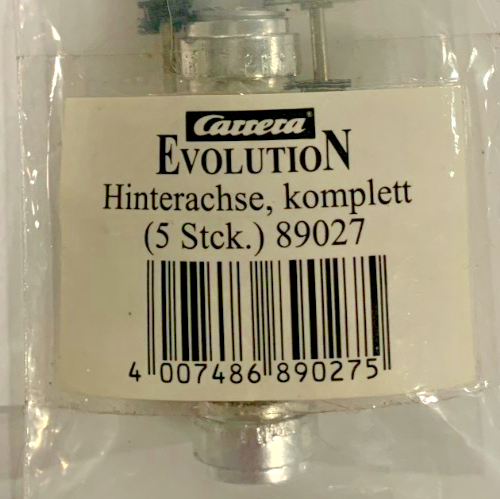 Carrera
EVOLUTION
Hinterachse, komplett
(5 Stck.) 89027
4 007486 890275